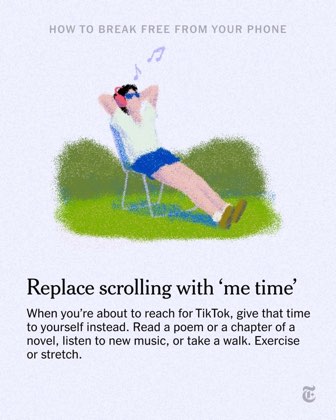 HOW TO BREAK FREE FROM YOUR PHONE
Replace scrolling with ‘me time’
When you’re about to reach for TikTok, give that time
to yourself instead. Read a poem or a chapter of a
novel, listen to new music, or take a walk. Exercise
or stretch.
T